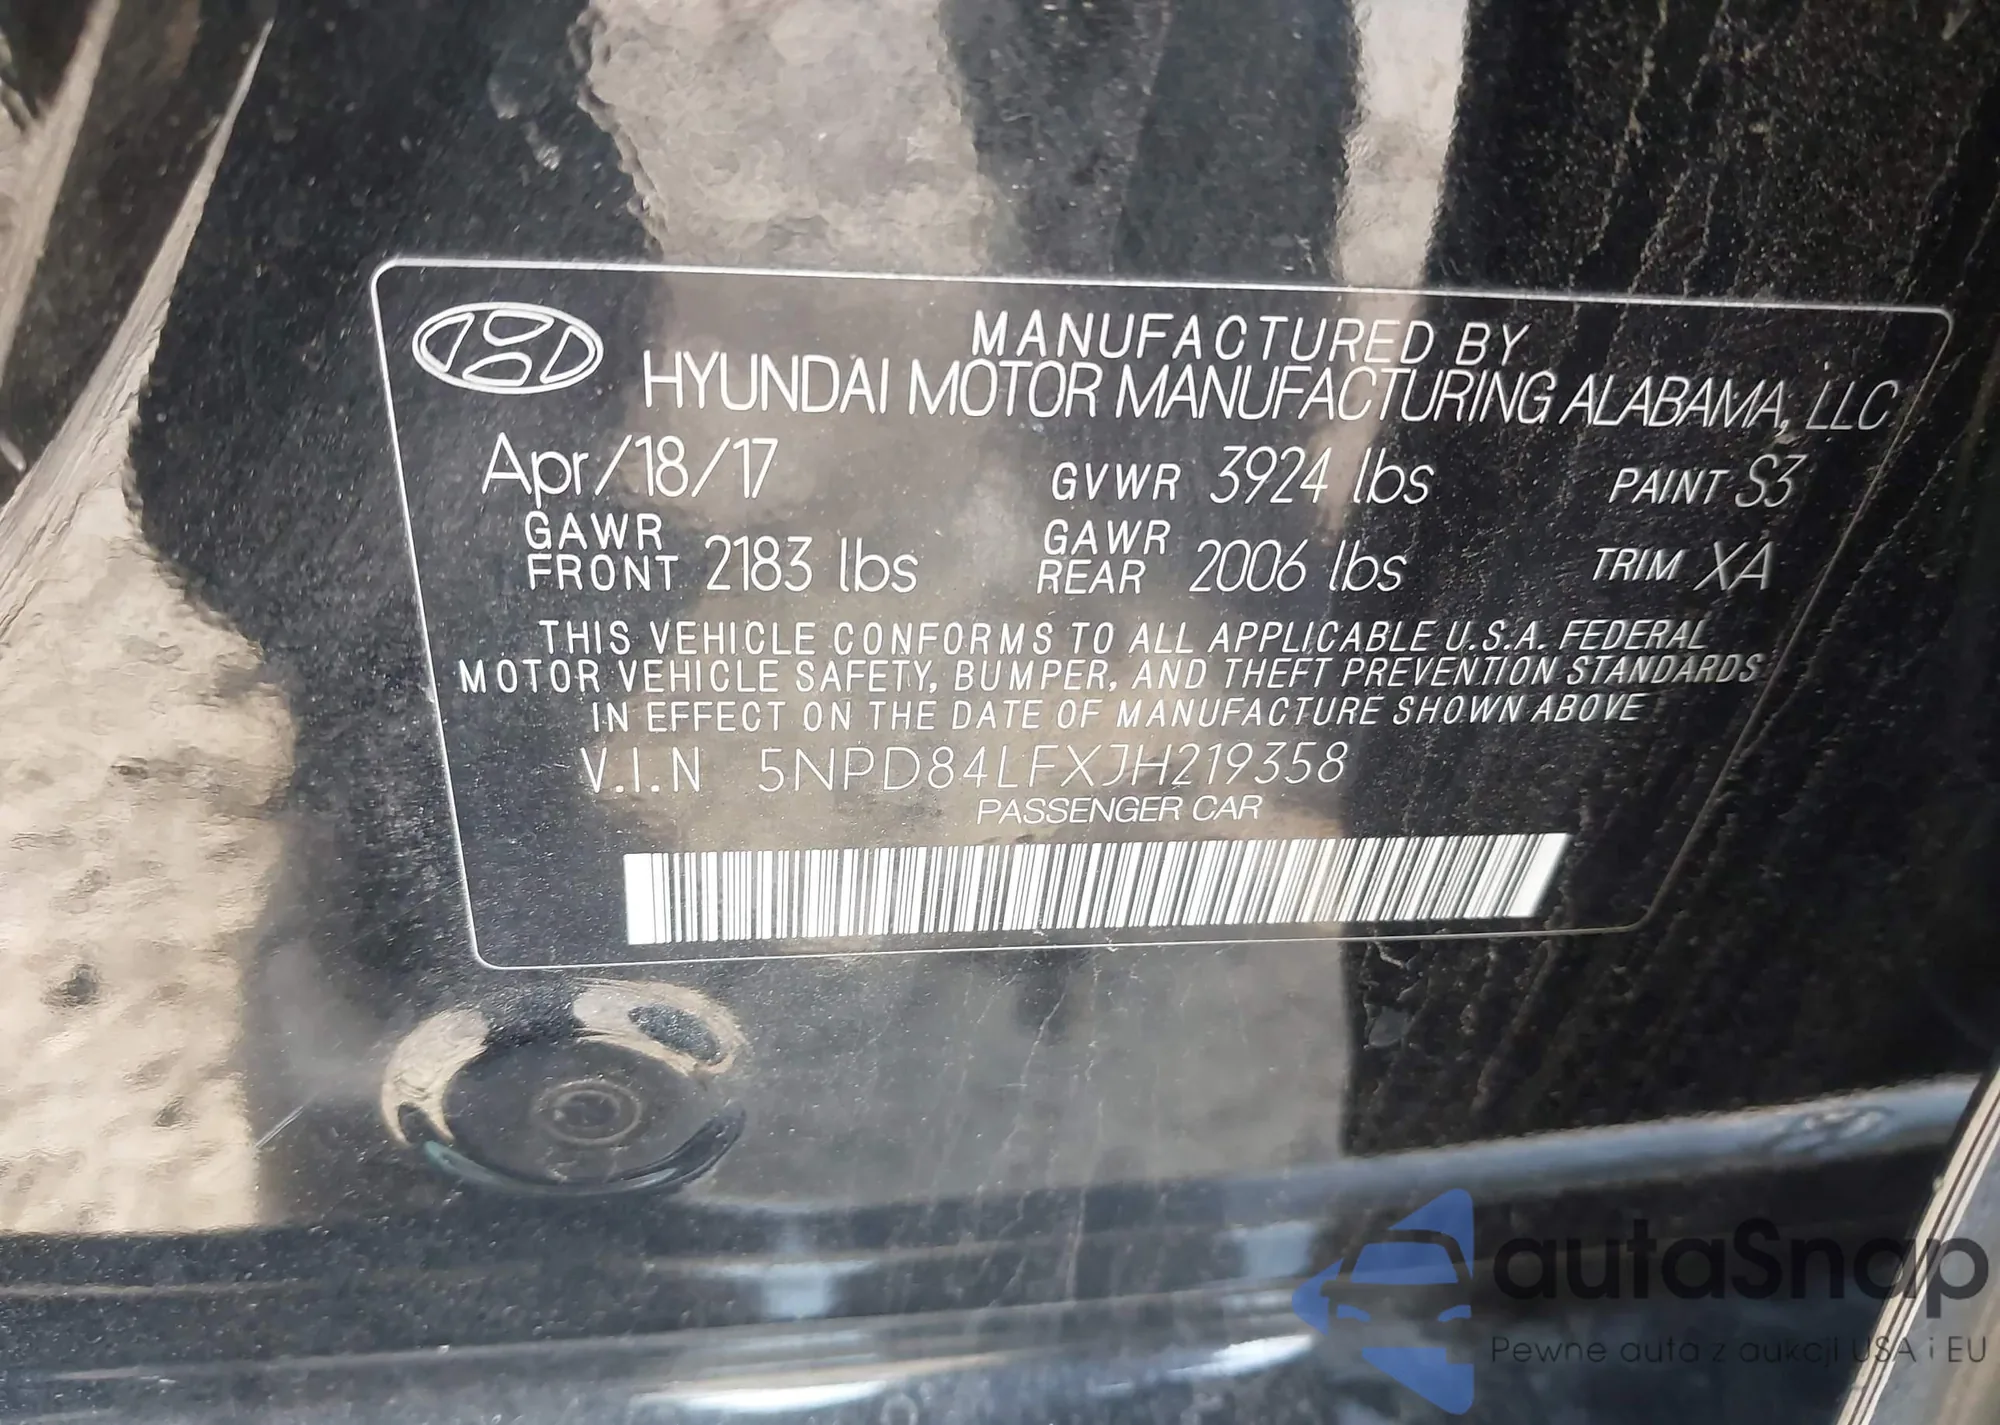 MANUFACTURED BY
HYUNDAI MOTOR MANUFACTURING ALABAMA, LLC
Apr/18/17 GVWR 3924 lbs PAINT S3
GAWR FRONT 2183 lbs GAWR REAR 2006 lbs TRIM XA
THIS VEHICLE CONFORMS TO ALL APPLICABLE U.S.A. FEDERAL
MOTOR VEHICLE SAFETY, BUMPER, AND THEFT PREVENTION STANDARDS
IN EFFECT ON THE DATE OF MANUFACTURE SHOWN ABOVE
V.I.N 5NPD84LFXJH219358
PASSENGER CAR
autaSnap
Pewne auta z aukcji USA i EU